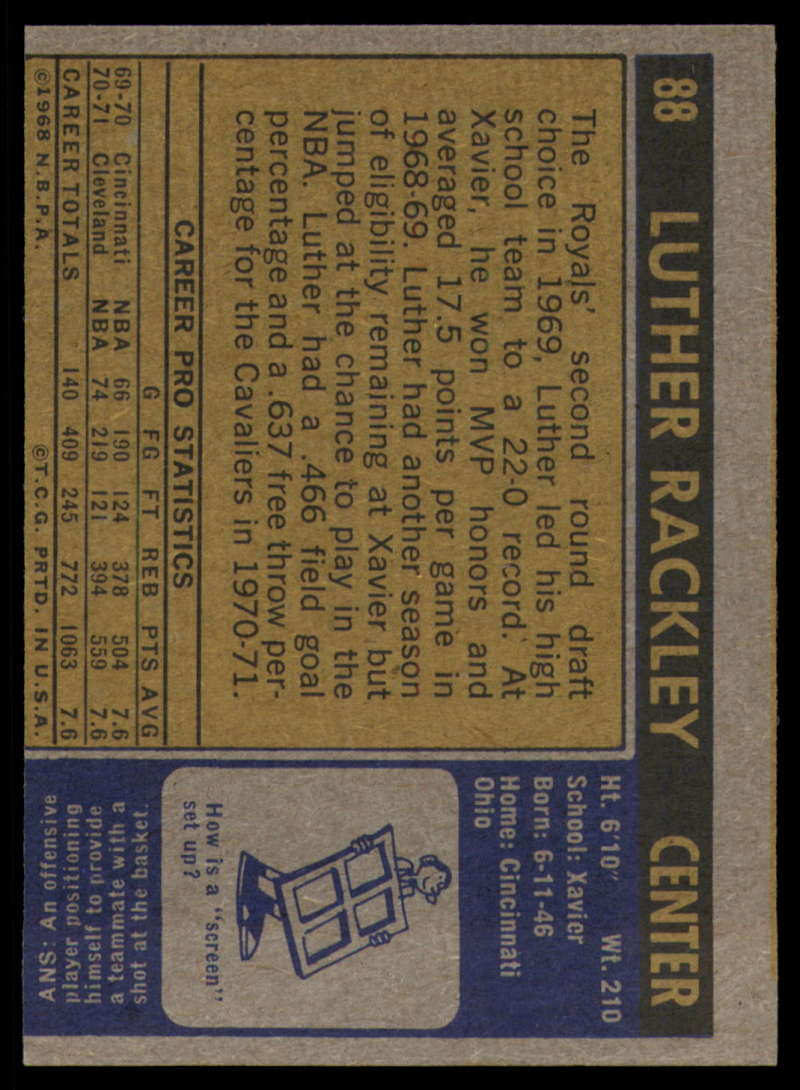 88 LUTHER RACKLEY CENTER
The Royals' second round draft
choice in 1969, Luther led his high
school team to a 22-0 record. At
Xavier, he won MVP honors and
averaged 17.5 points per game in
1968-69. Luther had another season
of eligibility remaining at Xavier but
jumped at the chance to play in the
NBA. Luther had a .466 field goal
percentage and a .637 free throw per-
centage for the Cavaliers in 1970-71.
CAREER PRO STATISTICS
G FG FT REB PTS AVG
69-70 Cincinnati NBA 66 190 124 378 504 7.6
70-71 Cleveland NBA 74 219 121 394 559 7.6
CAREER TOTALS 140 409 245 772 1063 7.6
©1968 N.B.P.A. ©T.C.G. PRTD. IN U.S.A.
Ht. 6'10" Wt. 210
School: Xavier
Born: 6-11-46
Home: Cincinnati
Ohio
How is a "screen"
set up?
ANS: An offensive
player positioning
himself to provide
a teammate with a
shot at the basket.